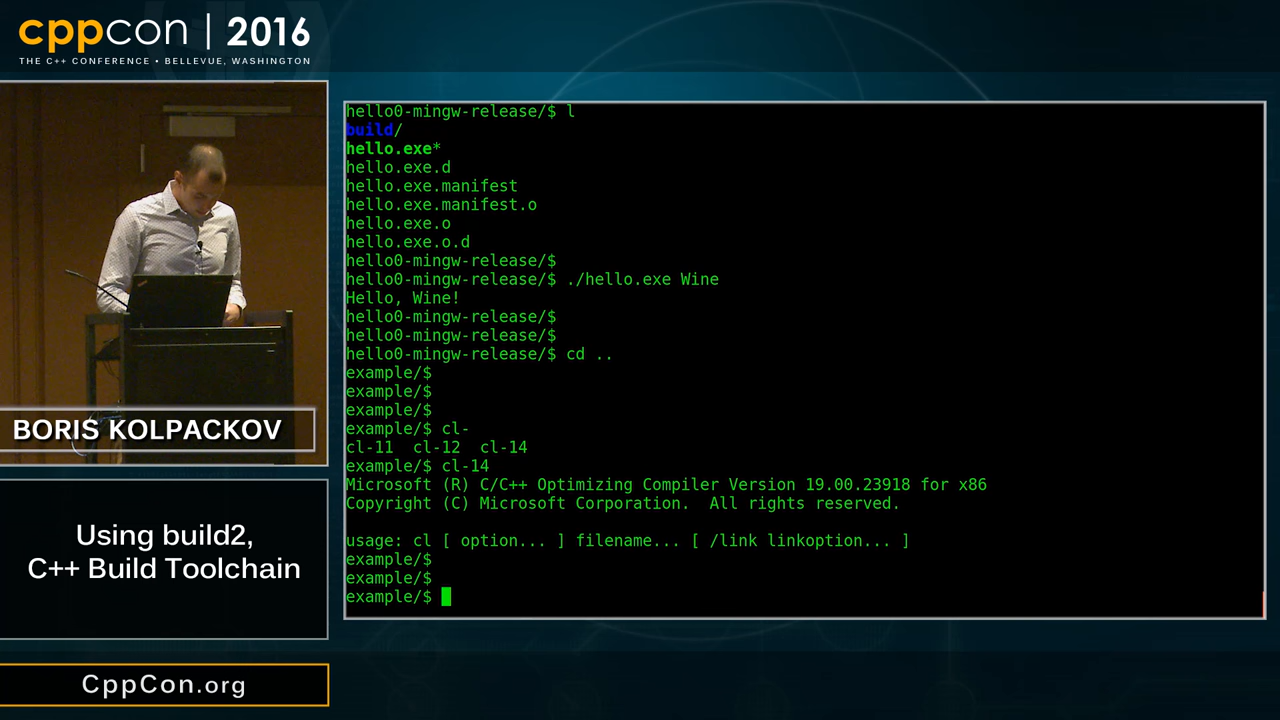 cppcon | 2016
THE C++ CONFERENCE • BELLEVUE, WASHINGTON
BORIS KOLPACKOV
Using build2,
C++ Build Toolchain
CppCon.org
hello0-mingw-release/$ l
build/
hello.exe*
hello.exe.d
hello.exe.manifest
hello.exe.manifest.o
hello.exe.o
hello.exe.o.d
hello0-mingw-release/$
hello0-mingw-release/$ ./hello.exe Wine
Hello, Wine!
hello0-mingw-release/$
hello0-mingw-release/$
hello0-mingw-release/$ cd ..
example/$
example/$
example/$
example/$ cl-
cl-11  cl-12  cl-14
example/$ cl-14
Microsoft (R) C/C++ Optimizing Compiler Version 19.00.23918 for x86
Copyright (C) Microsoft Corporation.  All rights reserved.
usage: cl [ option... ] filename... [ /link linkoption... ]
example/$
example/$
example/$